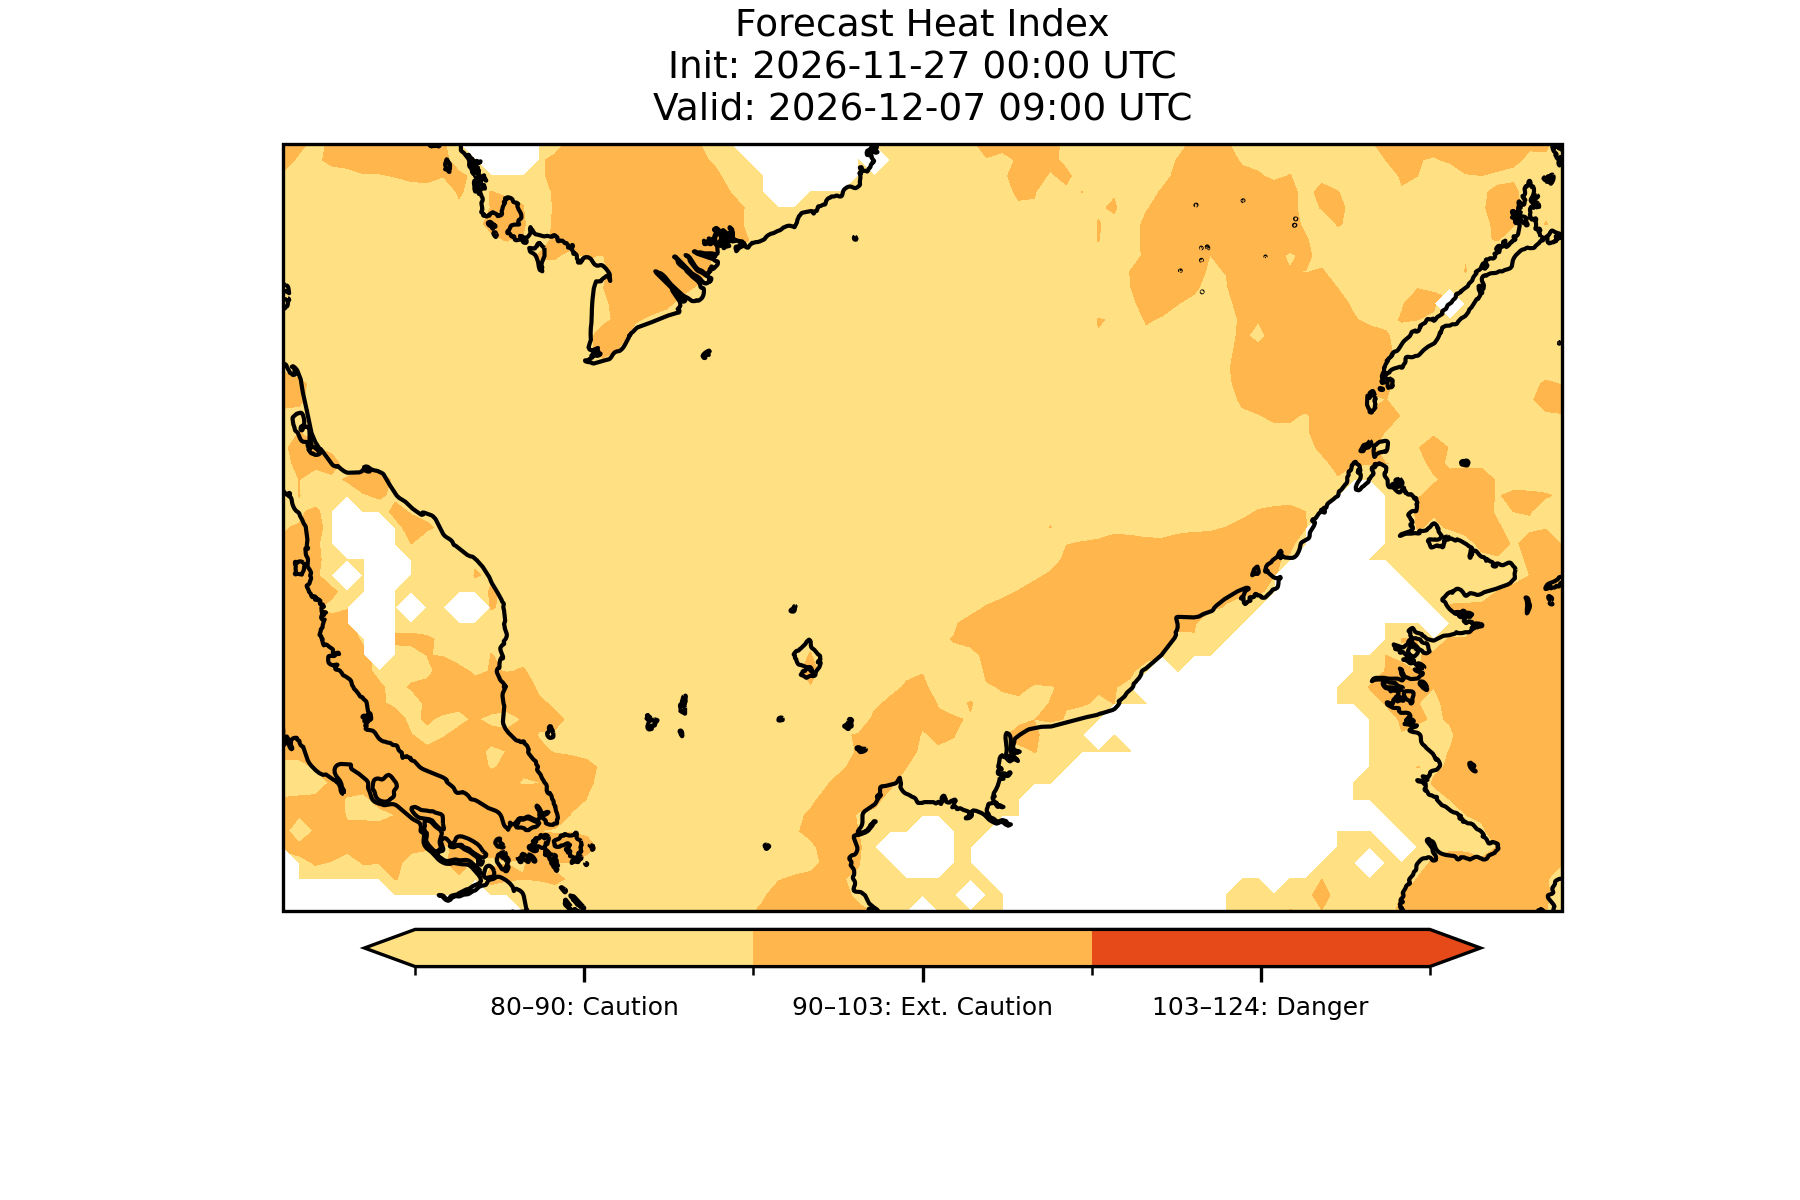 Forecast Heat Index
Init: 2026-11-27 00:00 UTC
Valid: 2026-12-07 09:00 UTC
80–90: Caution
90–103: Ext. Caution
103–124: Danger